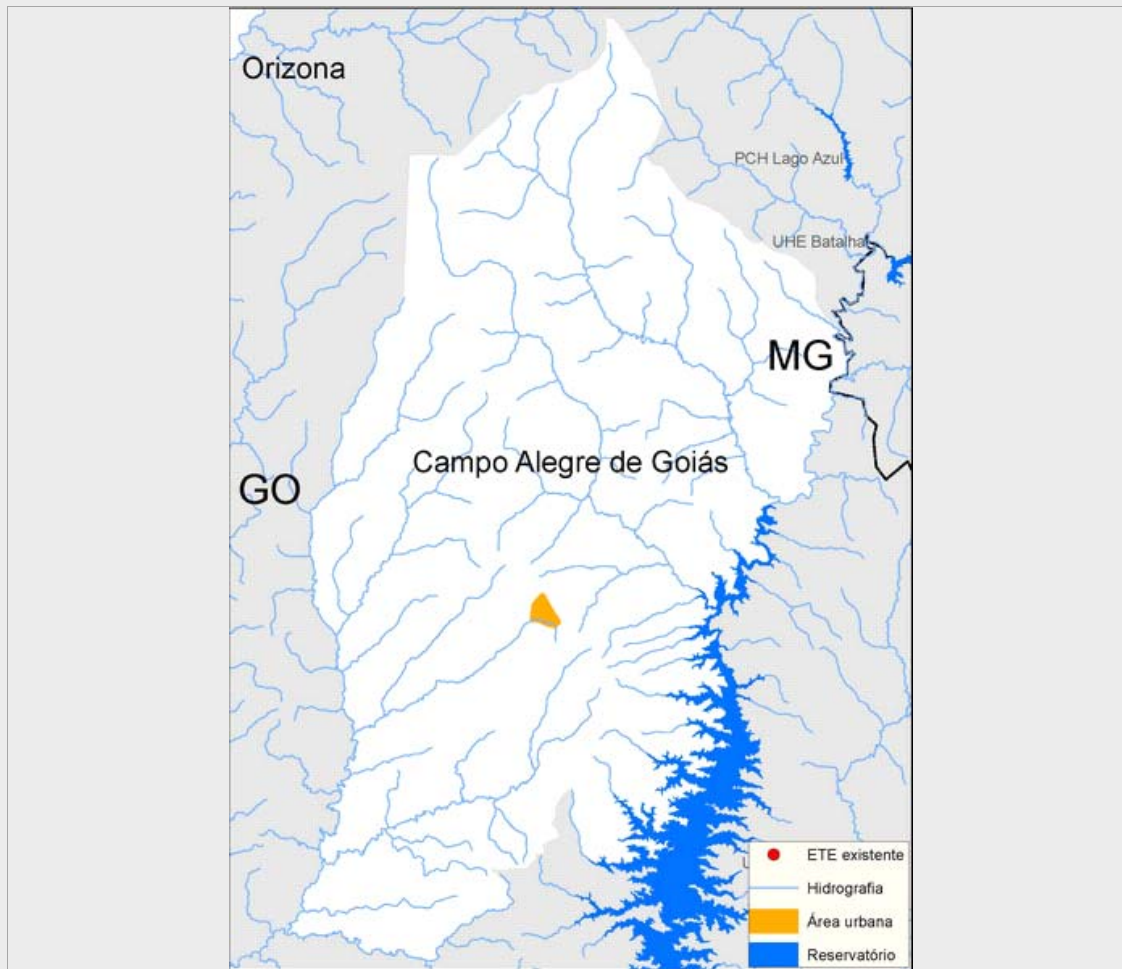 Orizona
PCH Lago Azul
UHE Batalha
MG
Campo Alegre de Goiás
GO
ETE existente
Hidrografia
Área urbana
Reservatório